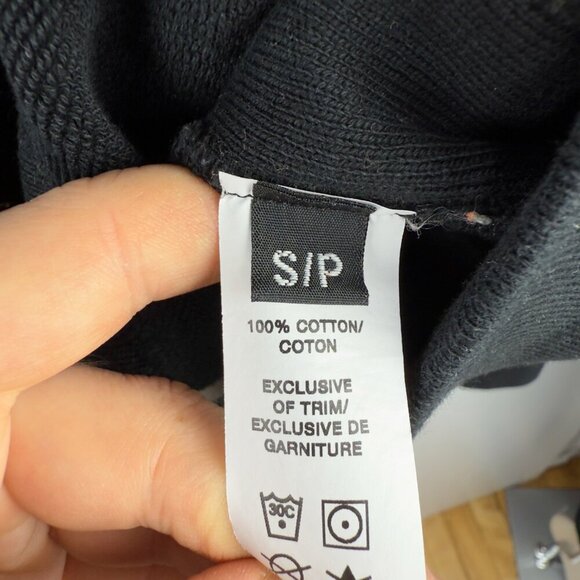 S/P
100% COTTON/
COTON
EXCLUSIVE
OF TRIM/
EXCLUSIVE DE
GARNITURE
30C